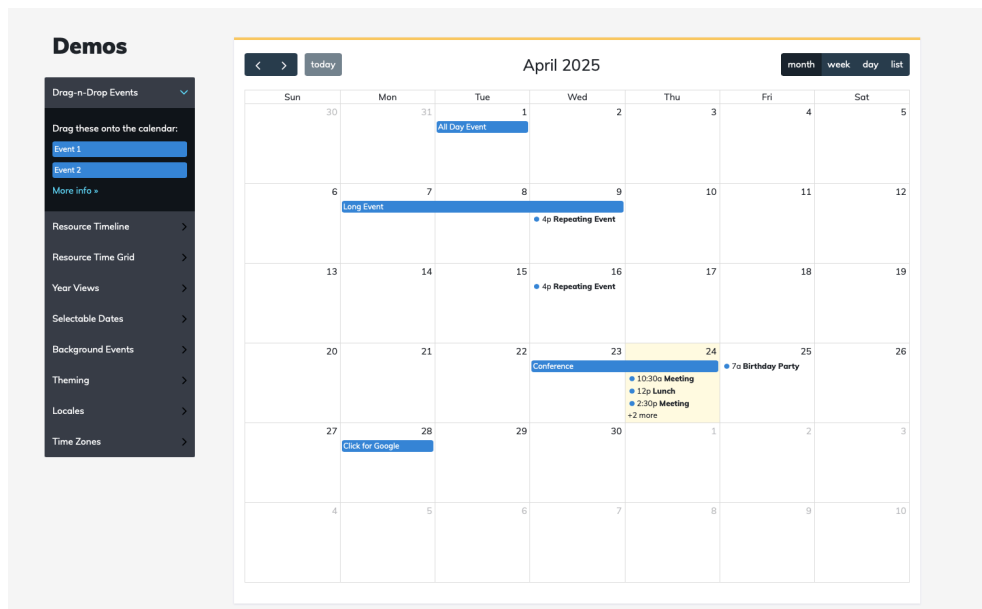 Demos
Drag-n-Drop Events
Drag these onto the calendar:
Event 1
Event 2
More info »
Resource Timeline
Resource Time Grid
Year Views
Selectable Dates
Background Events
Theming
Locales
Time Zones
today
April 2025
month week day list
Sun Mon Tue Wed Thu Fri Sat
30 31 1 2 3 4 5
All Day Event
6 7 8 9 10 11 12
Long Event
4p Repeating Event
13 14 15 16 17 18 19
4p Repeating Event
20 21 22 23 24 25 26
Conference 7a Birthday Party
10:30a Meeting
12p Lunch
2:30p Meeting
+2 more
27 28 29 30 1 2 3
Click for Google
4 5 6 7 8 9 10